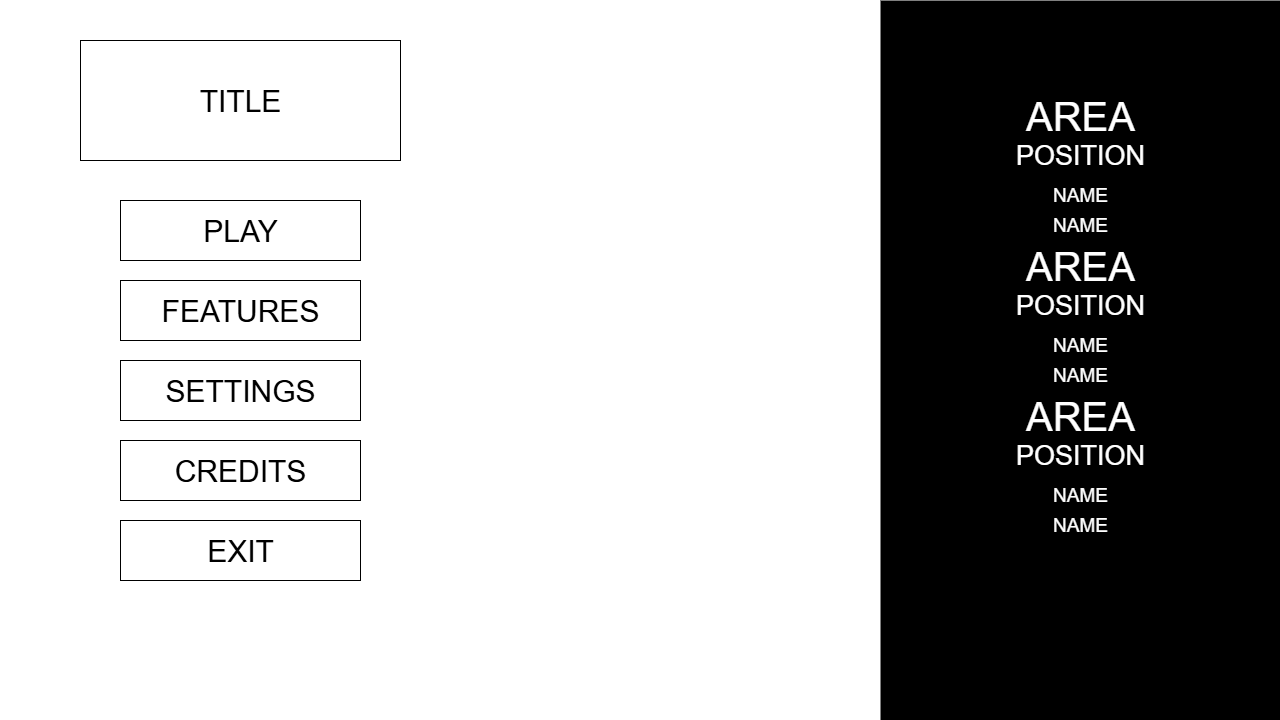 TITLE
PLAY
FEATURES
SETTINGS
CREDITS
EXIT
AREA
POSITION
NAME
NAME
AREA
POSITION
NAME
NAME
AREA
POSITION
NAME
NAME